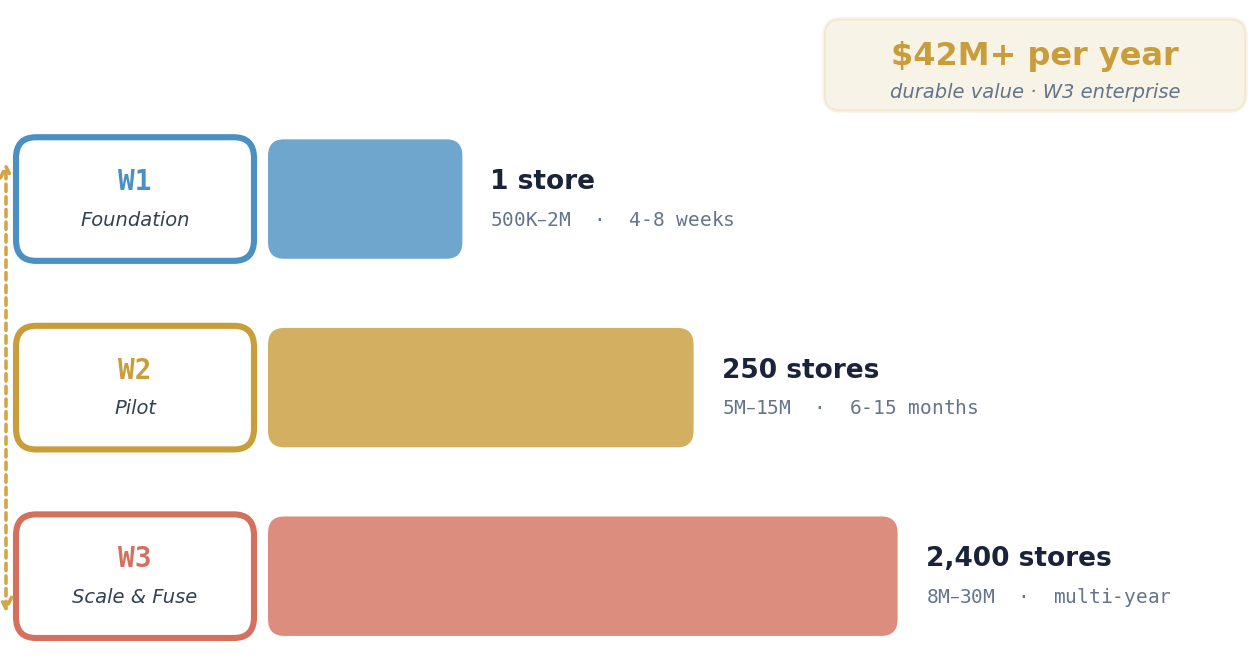 $42M+ per year
durable value · W3 enterprise
W1
Foundation
1 store
500K–2M · 4-8 weeks
W2
Pilot
250 stores
5M–15M · 6-15 months
W3
Scale & Fuse
2,400 stores
8M–30M · multi-year